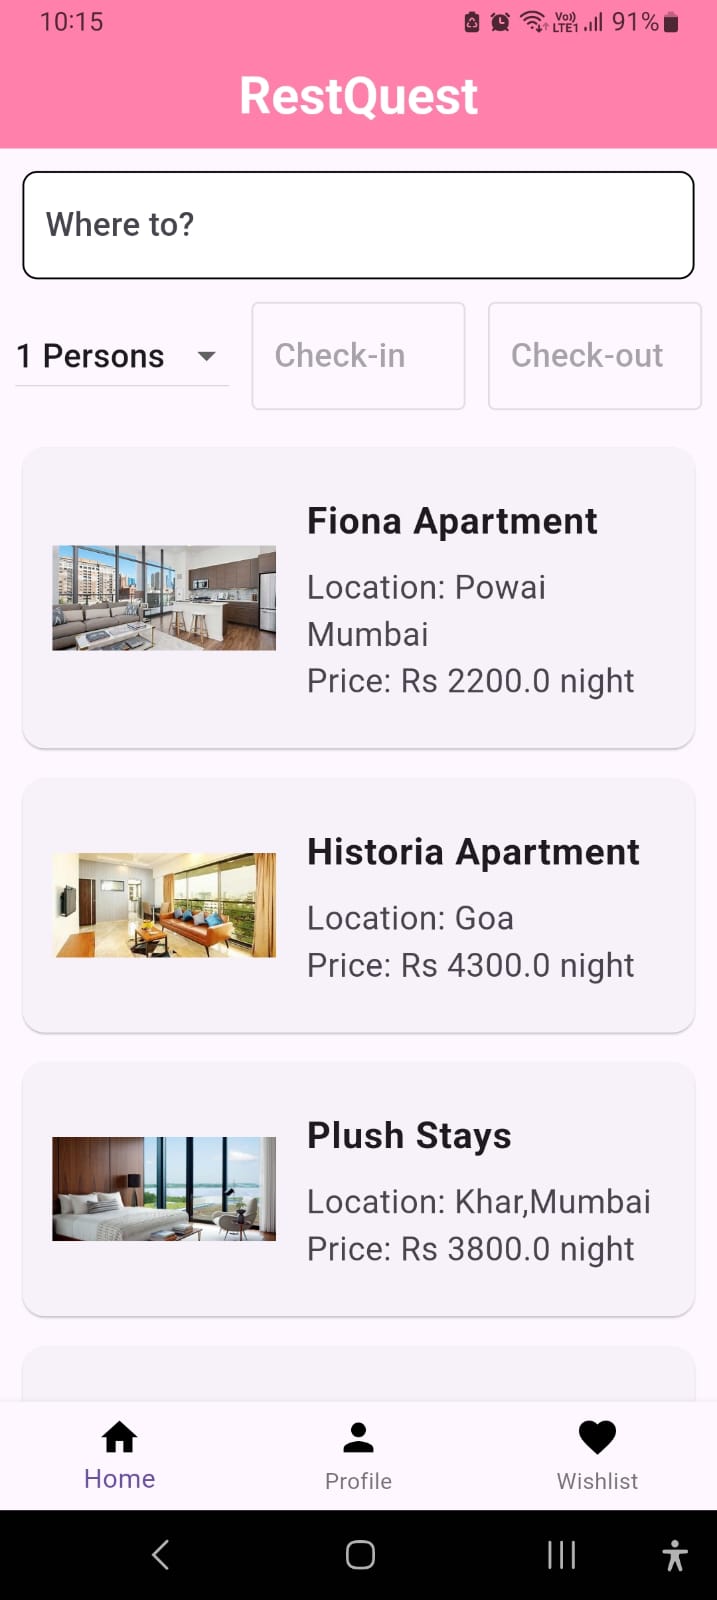 10:15
Vo))
LTE1
91%
RestQuest
Where to?
1 Persons
Check-in
Check-out
Fiona Apartment
Location: Powai
Mumbai
Price: Rs 2200.0 night
Historia Apartment
Location: Goa
Price: Rs 4300.0 night
Plush Stays
Location: Khar,Mumbai
Price: Rs 3800.0 night
Home
Profile
Wishlist